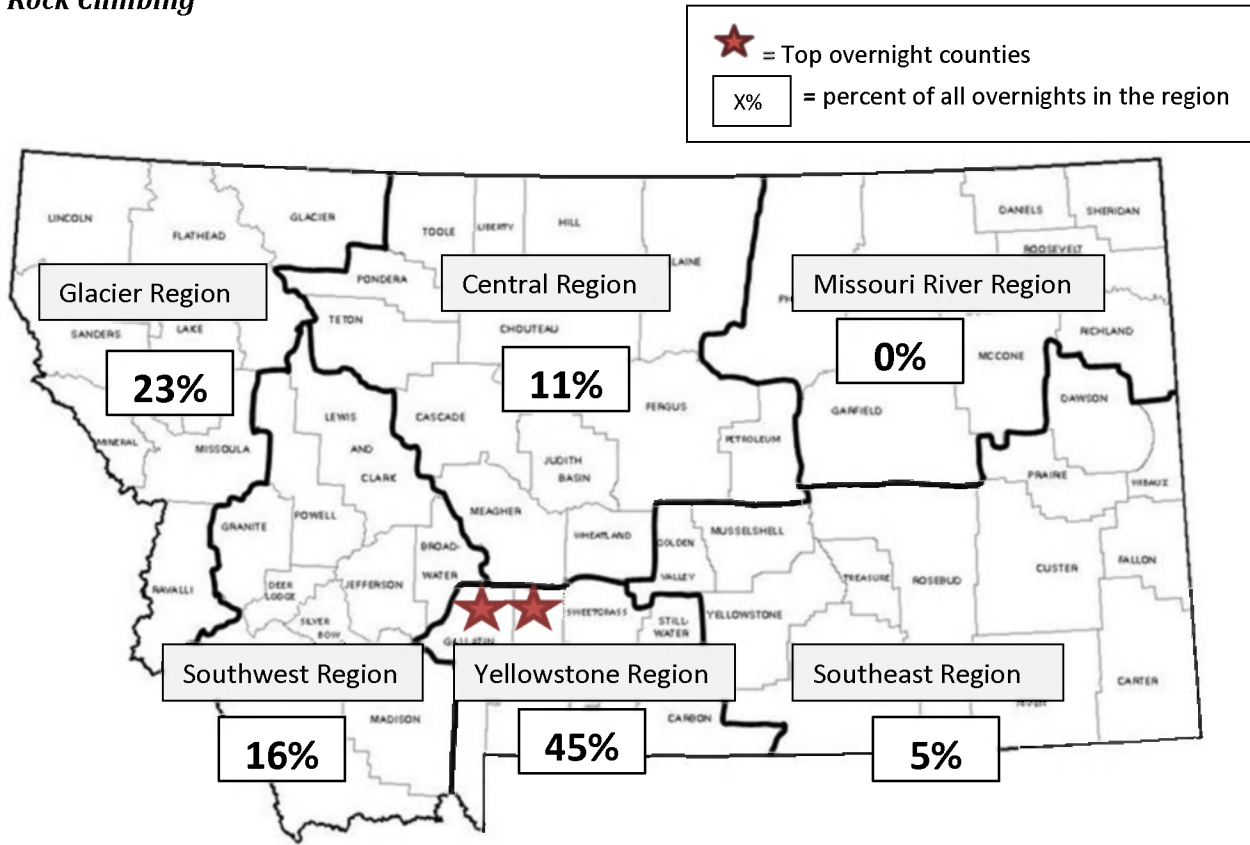 Rock Climbing
= Top overnight counties
X%
= percent of all overnights in the region
LINCOLN
FLATHEAD
GLACIER
TOOLE
LIBERTY
HILL
LAINE
DANIELS
SHERIDAN
ROOSEVELT
Glacier Region
PONDERA
Central Region
Missouri River Region
PH
SANDERS
LAKE
TETON
CHOUTEAU
RICHLAND
23%
11%
0%
MCCONE
LEWIS
AND
CLARK
CASCADE
FERGUS
GARFIELD
DAWSON
MINERAL
MISSOULA
JUDITH
BASIN
PETROLEUM
PRAIRIE
WIBAUX
GRANITE
POWELL
MEAGHER
BROAD-
WATER
WHEATLAND
GOLDEN
VALLEY
MUSSELSHELL
RAVALLI
DEER
LODGE
JEFFERSON
TREASURE
ROSEBUD
CUSTER
FALLON
SILVER
BOW
GALLATIN
SWEETGRASS
STILL-
WATER
YELLOWSTONE
Southwest Region
Yellowstone Region
Southeast Region
CARTER
MADISON
CARBON
16%
45%
5%